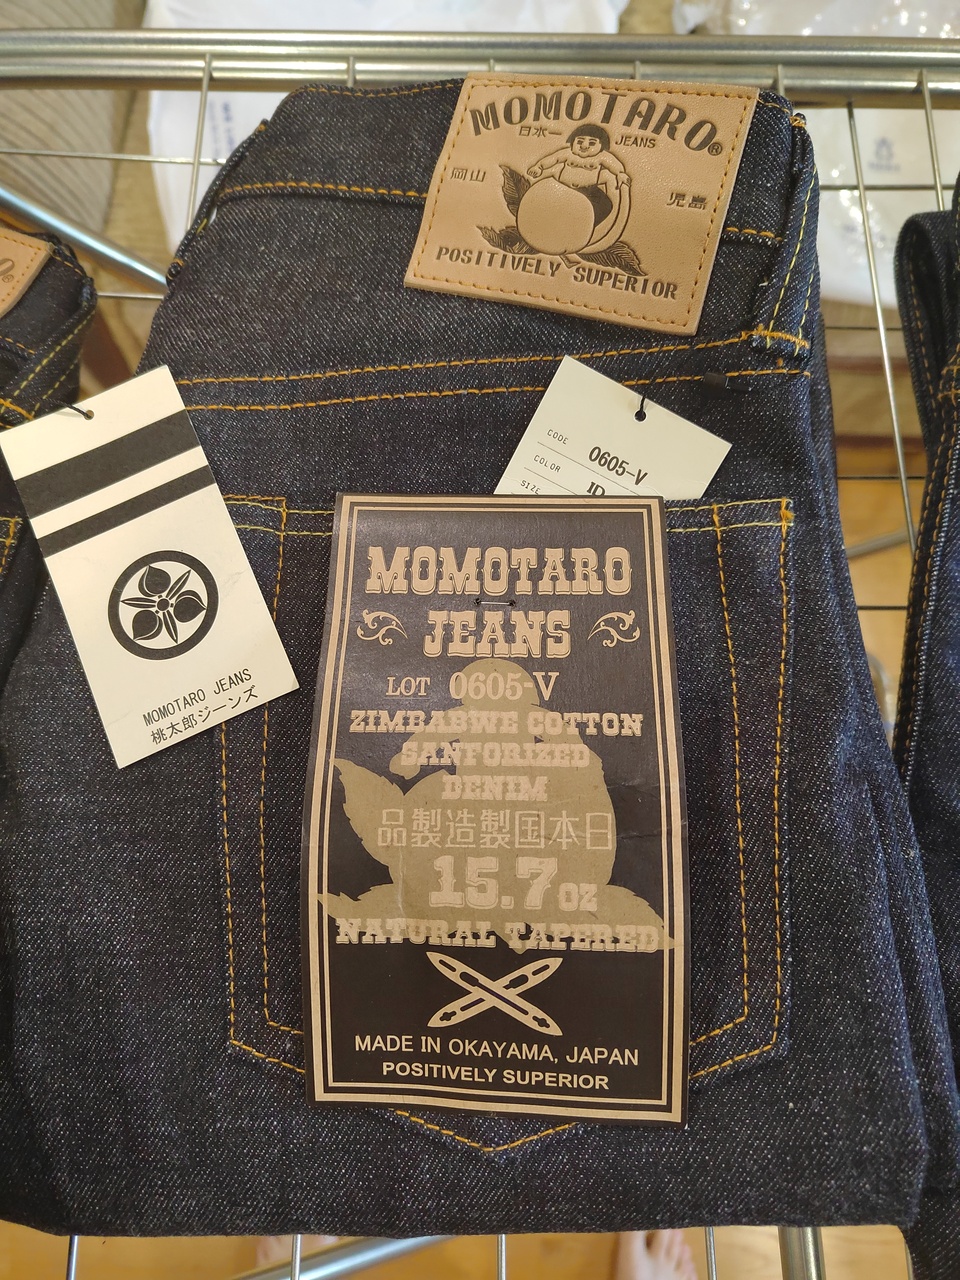 MOMOTARO®
日本一 JEANS
岡山 児島
POSITIVELY SUPERIOR
CODE 0605-V
COLOR
SIZE
MOMOTARO JEANS
桃太郎ジーンズ
MOMOTARO
JEANS
LOT 0605-V
ZIMBABWE COTTON
SANFORIZED
DENIM
品製造製国本日
15.7 OZ
NATURAL TAPERED
MADE IN OKAYAMA, JAPAN
POSITIVELY SUPERIOR